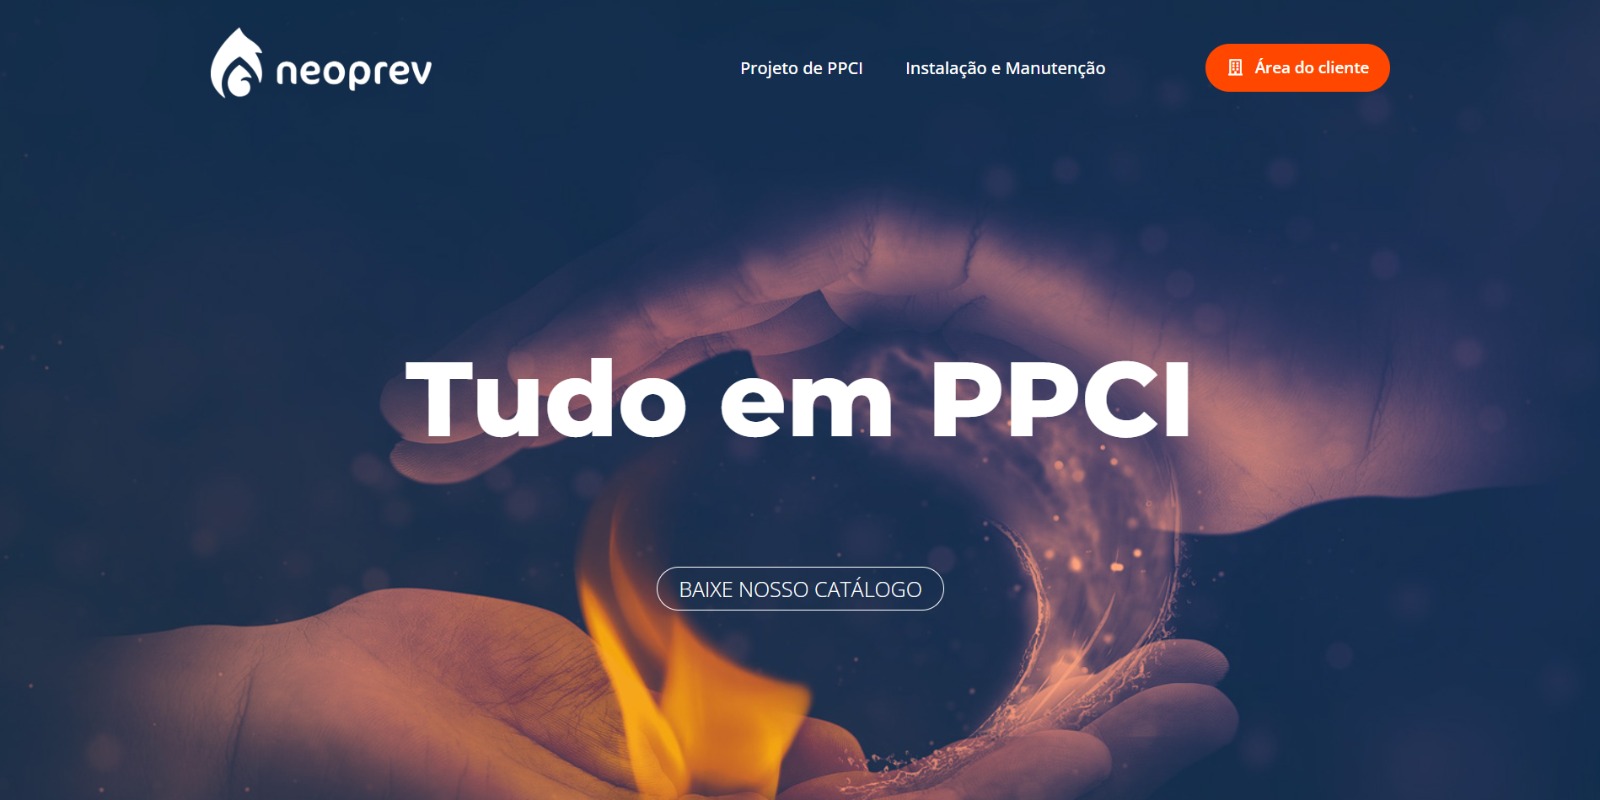 neoprev
Projeto de PPCI
Instalação e Manutenção
Área do cliente
Tudo em PPCI
BAIXE NOSSO CATÁLOGO